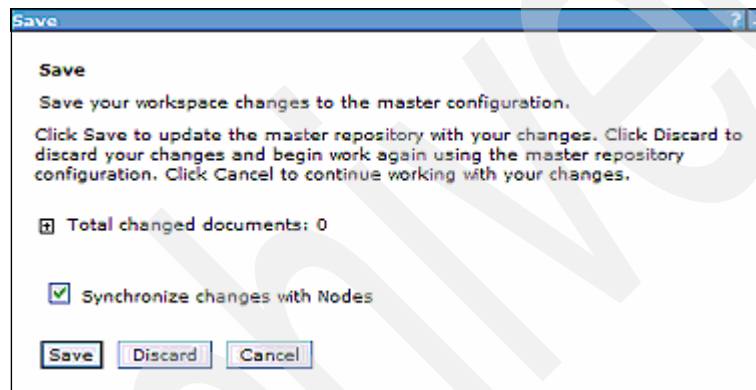 Save ?
Save
Save your workspace changes to the master configuration.
Click Save to update the master repository with your changes. Click Discard to
discard your changes and begin work again using the master repository
configuration. Click Cancel to continue working with your changes.
Total changed documents: 0
Synchronize changes with Nodes
Save Discard Cancel